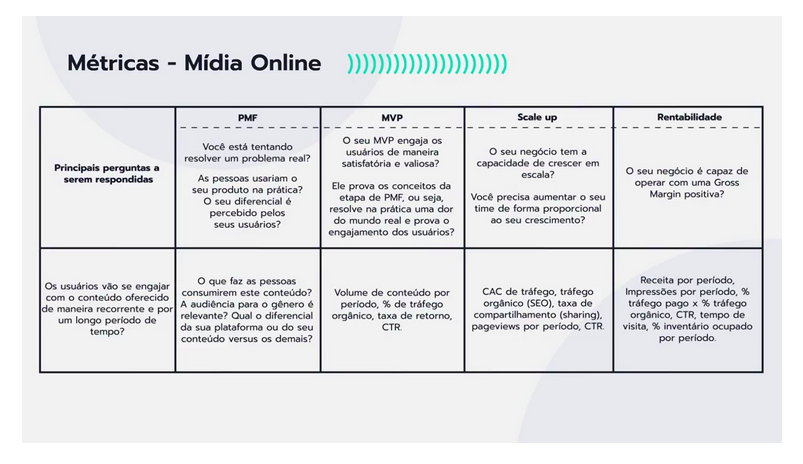 Métricas - Mídia Online
PMF
MVP
Scale up
Rentabilidade
Principais perguntas a
serem respondidas
Você está tentando
resolver um problema real?
As pessoas usariam o
seu produto na prática?
O seu diferencial é
percebido pelos
seus usuários?
O seu MVP engaja os
usuários de maneira
satisfatória e valiosa?
Ele prova os conceitos da
etapa de PMF, ou seja,
resolve na prática uma dor
do mundo real e prova o
engajamento dos usuários?
O seu negócio tem a
capacidade de crescer em
escala?
Você precisa aumentar o seu
time de forma proporcional
ao seu crescimento?
O seu negócio é capaz de
operar com uma Gross
Margin positiva?
Os usuários vão se engajar
com o conteúdo oferecido
de maneira recorrente e por
um longo período de
tempo?
O que faz as pessoas
consumirem este conteúdo?
A audiência para o gênero é
relevante? Qual o diferencial
da sua plataforma ou do seu
conteúdo versus os demais?
Volume de conteúdo por
período, % de tráfego
orgânico, taxa de retorno,
CTR.
CAC de tráfego, tráfego
orgânico (SEO), taxa de
compartilhamento (sharing),
pageviews por período, CTR.
Receita por período,
Impressões por período, %
tráfego pago x % tráfego
orgânico, CTR, tempo de
visita, % inventário ocupado
por período.